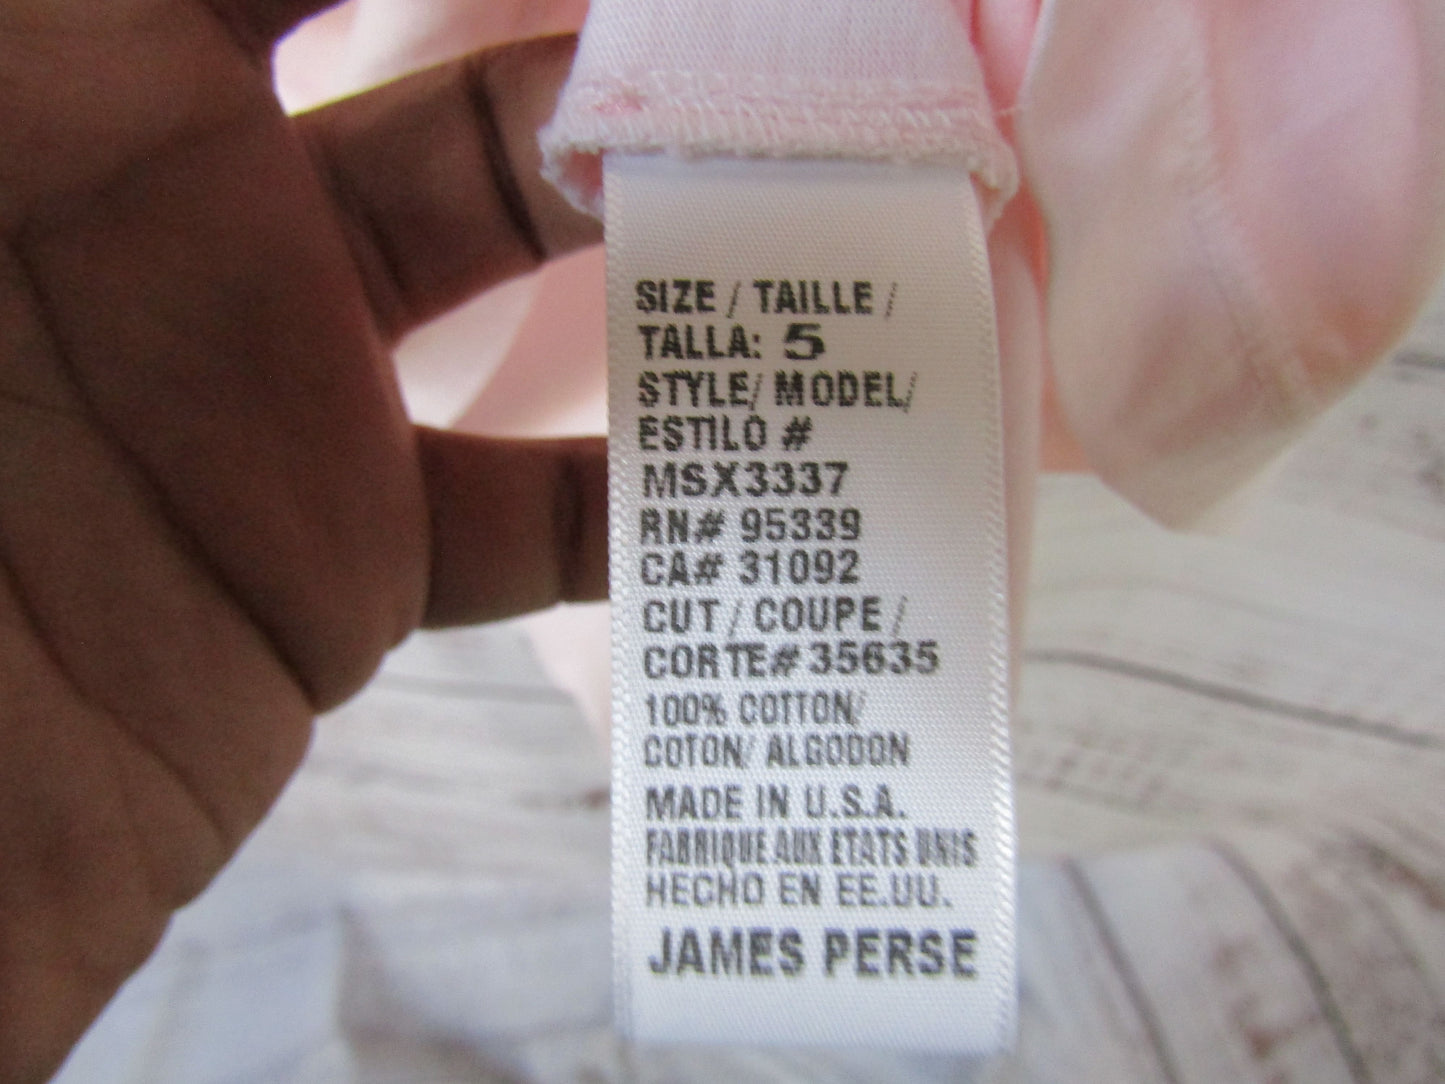 SIZE / TAILLE /
TALLA: 5
STYLE/ MODEL/
ESTILO #
MSX3337
RN# 95339
CA# 31092
CUT / COUPE /
CORTE# 35635
100% COTTON/
COTON/ ALGODON
MADE IN U.S.A.
FABRIQUE AUX ETATS UNIS
HECHO EN EE.UU.
JAMES PERSE